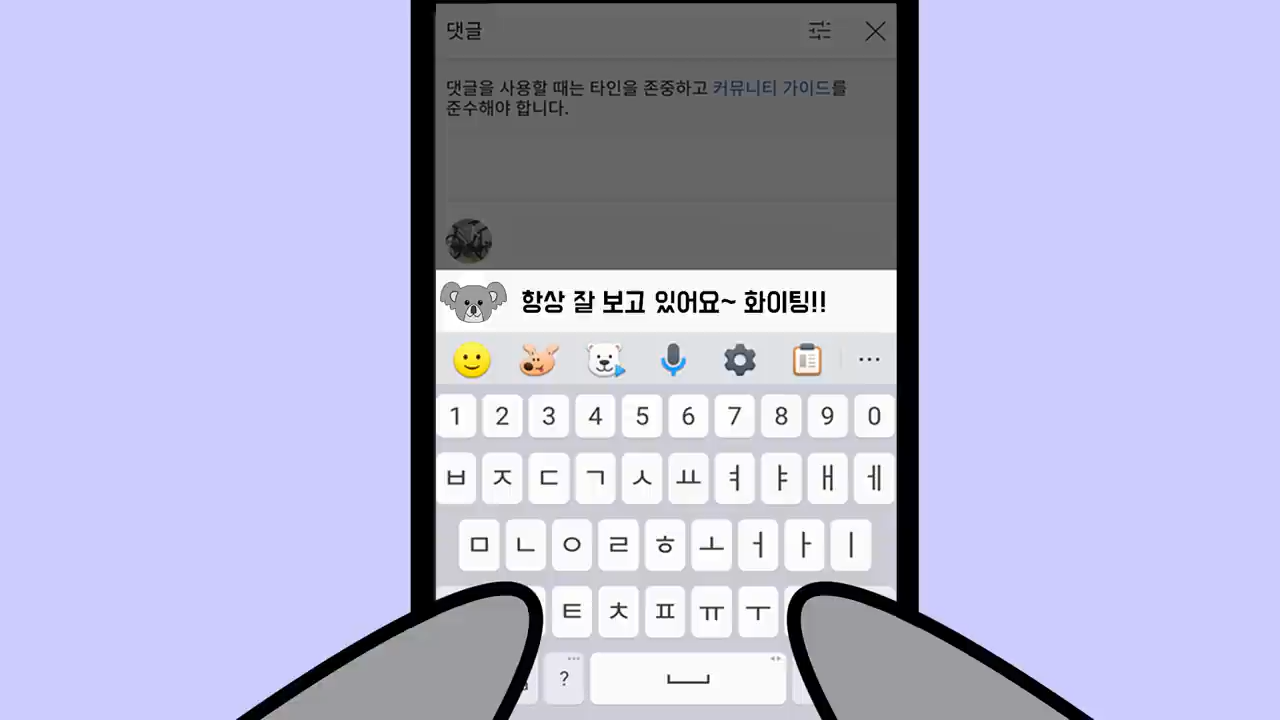 댓글
댓글을 사용할 때는 타인을 존중하고 커뮤니티 가이드를
준수해야 합니다.
항상 잘 보고 있어요~ 화이팅!!
1 2 3 4 5 6 7 8 9 0
ㅂ ㅈ ㄷ ㄱ ㅅ ㅛ ㅕ ㅑ ㅐ ㅔ
ㅁ ㄴ ㅇ ㄹ ㅎ ㅗ ㅓ ㅏ ㅣ
ㅌ ㅊ ㅍ ㅠ ㅜ
?